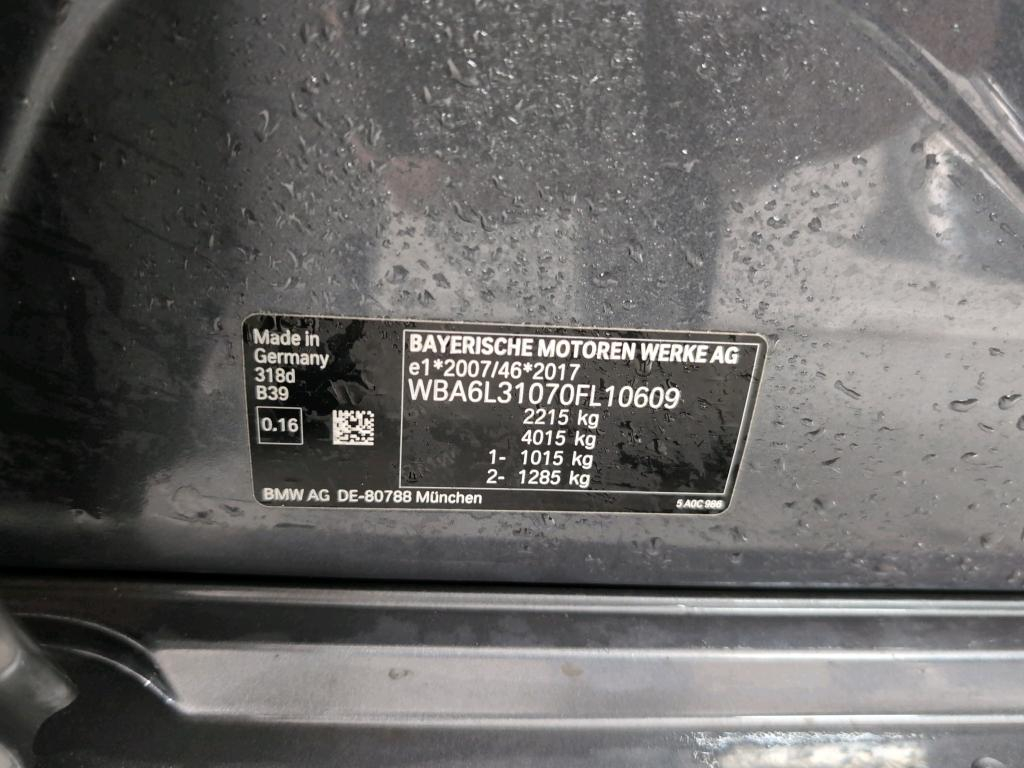 Made in
Germany
318d
B39
0.16
BAYERISCHE MOTOREN WERKE AG
e1*2007/46*2017
WBA6L31070FL10609
2215 kg
4015 kg
1- 1015 kg
2- 1285 kg
BMW AG DE-80788 München
5 A0C 986